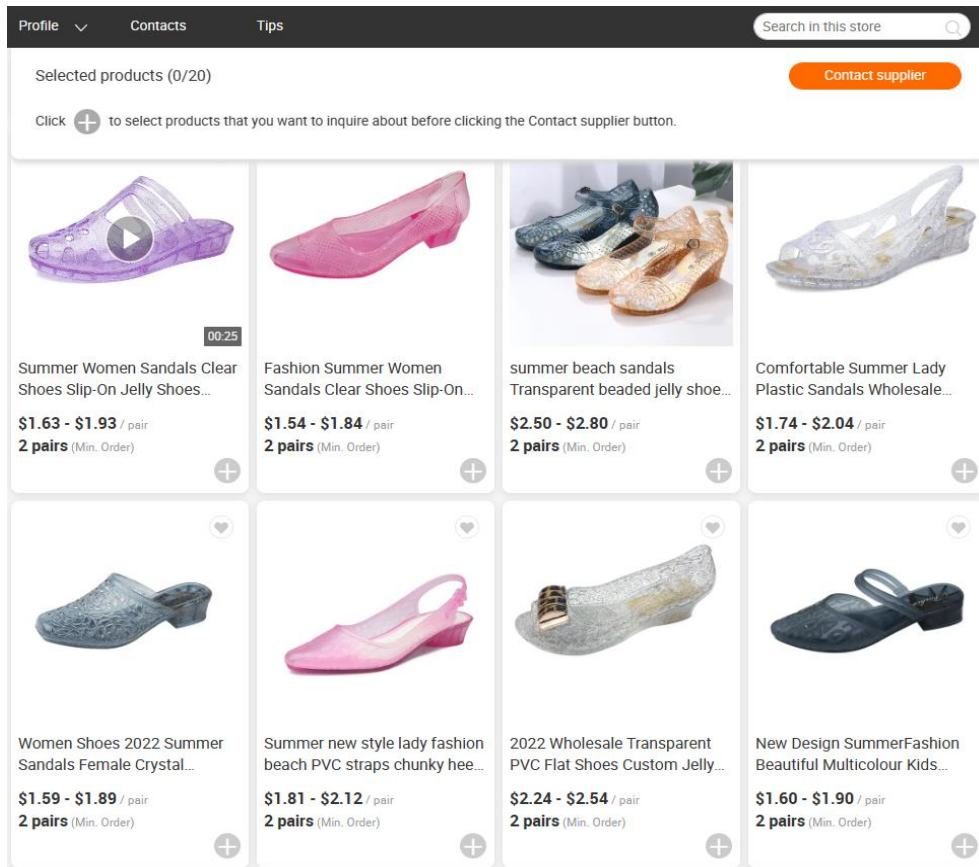 Profile Contacts Tips Search in this store
Selected products (0/20) Contact supplier
Click to select products that you want to inquire about before clicking the Contact supplier button.
00:25
Summer Women Sandals Clear
Shoes Slip-On Jelly Shoes...
$1.63 - $1.93 / pair
2 pairs (Min. Order)
Fashion Summer Women
Sandals Clear Shoes Slip-On...
$1.54 - $1.84 / pair
2 pairs (Min. Order)
summer beach sandals
Transparent beaded jelly shoe...
$2.50 - $2.80 / pair
2 pairs (Min. Order)
Comfortable Summer Lady
Plastic Sandals Wholesale...
$1.74 - $2.04 / pair
2 pairs (Min. Order)
Women Shoes 2022 Summer
Sandals Female Crystal...
$1.59 - $1.89 / pair
2 pairs (Min. Order)
Summer new style lady fashion
beach PVC straps chunky hee...
$1.81 - $2.12 / pair
2 pairs (Min. Order)
2022 Wholesale Transparent
PVC Flat Shoes Custom Jelly...
$2.24 - $2.54 / pair
2 pairs (Min. Order)
New Design SummerFashion
Beautiful Multicolour Kids...
$1.60 - $1.90 / pair
2 pairs (Min. Order)